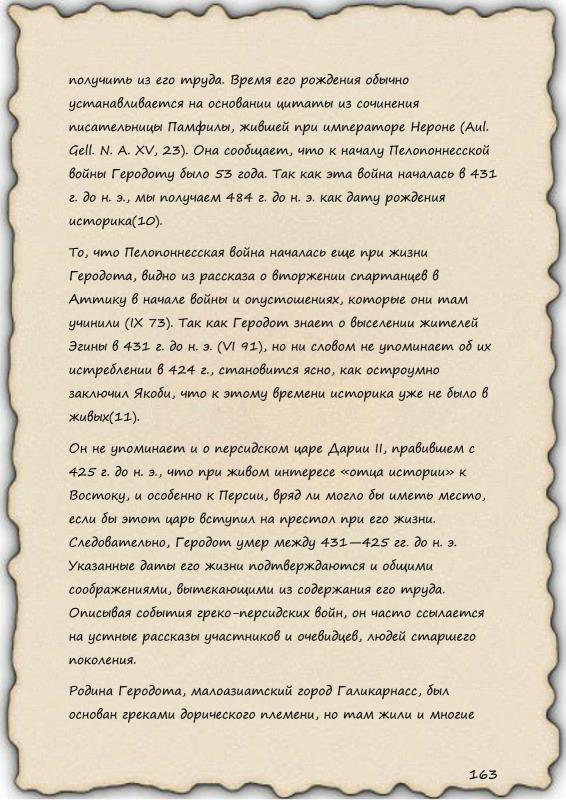 получить из его труда. Время его рождения обычно
устанавливается на основании цитаты из сочинения
писательницы Памфилы, жившей при императоре Нероне (Aul.
Gell. N. A. XV, 23). Она сообщает, что к началу Пелопоннесской
войны Геродоту было 53 года. Так как эта война началась в 431
г. до н. э., мы получаем 484 г. до н. э. как дату рождения
историка(10).
То, что Пелопоннесская война началась еще при жизни
Геродота, видно из рассказа о вторжении спартанцев в
Аттику в начале войны и опустошениях, которые они там
учинили (IX 73). Так как Геродот знает о выселении жителей
Эгины в 431 г. до н. э. (VI 91), но ни словом не упоминает об их
истреблении в 424 г., становится ясно, как остроумно
заключил Якоби, что к этому времени историка уже не было в
живых(11).
Он не упоминает и о персидском царе Дарии II, правившем с
425 г. до н. э., что при живом интересе «отца истории» к
Востоку, и особенно к Персии, вряд ли могло бы иметь место,
если бы этот царь вступил на престол при его жизни.
Следовательно, Геродот умер между 431—425 гг. до н. э.
Указанные даты его жизни подтверждаются и общими
соображениями, вытекающими из содержания его труда.
Описывая события греко-персидских войн, он часто ссылается
на устные рассказы участников и очевидцев, людей старшего
поколения.
Родина Геродота, малоазиатский город Галикарнасс, был
основан греками дорического племени, но там жили и многие
163